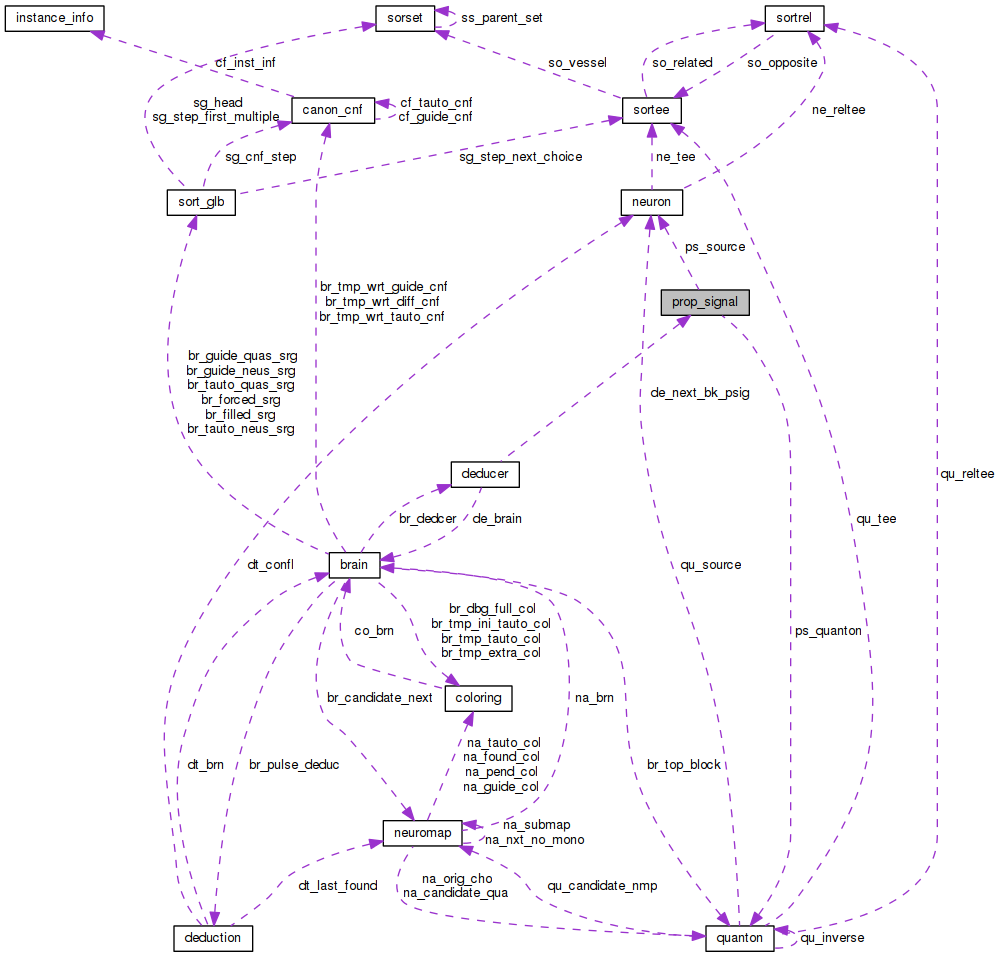 instance_info
sorset
ss_parent_set
sortrel
cf_inst_inf
so_vessel
so_related
so_opposite
sg_head
sg_step_first_multiple
canon_cnf
cf_tauto_cnf
cf_guide_cnf
sortee
ne_reltee
sg_cnf_step
sg_step_next_choice
ne_tee
sort_glb
neuron
ps_source
br_tmp_wrt_guide_cnf
br_tmp_wrt_diff_cnf
br_tmp_wrt_tauto_cnf
prop_signal
br_guide_quas_srg
br_guide_neus_srg
br_tauto_quas_srg
br_forced_srg
br_filled_srg
br_tauto_neus_srg
de_next_bk_psig
deducer
qu_reltee
br_dedcer
de_brain
qu_tee
dt_confl
brain
qu_source
br_dbg_full_col
br_tmp_ini_tauto_col
br_tmp_tauto_col
br_tmp_extra_col
co_brn
ps_quanton
br_candidate_next
coloring
na_brn
dt_brn
br_pulse_deduc
na_tauto_col
na_found_col
na_pend_col
na_guide_col
br_top_block
neuromap
na_submap
na_nxt_no_mono
dt_last_found
na_orig_cho
na_candidate_qua
qu_candidate_nmp
deduction
quanton
qu_inverse